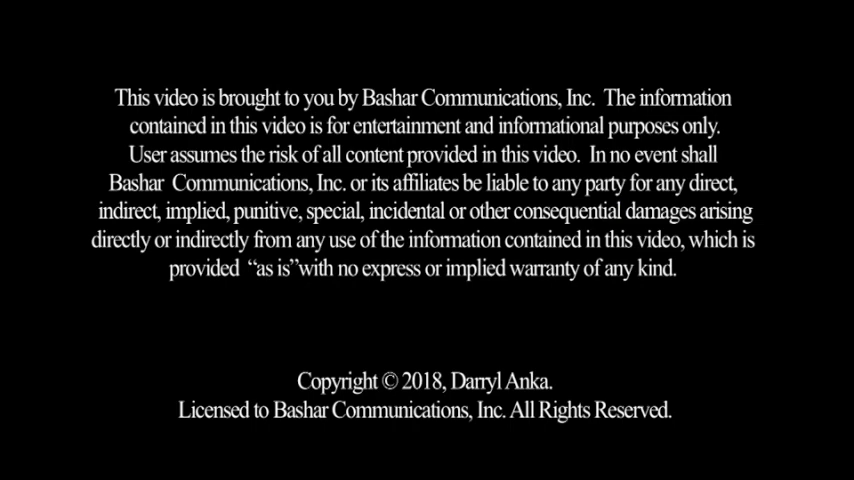 This video is brought to you by Bashar Communications, Inc.  The information
contained in this video is for entertainment and informational purposes only.
User assumes the risk of all content provided in this video.  In no event shall
Bashar  Communications, Inc. or its affiliates be liable to any party for any direct,
indirect, implied, punitive, special, incidental or other consequential damages arising
directly or indirectly from any use of the information contained in this video, which is
provided  “as is”with no express or implied warranty of any kind.
Copyright © 2018, Darryl Anka.
Licensed to Bashar Communications, Inc. All Rights Reserved.